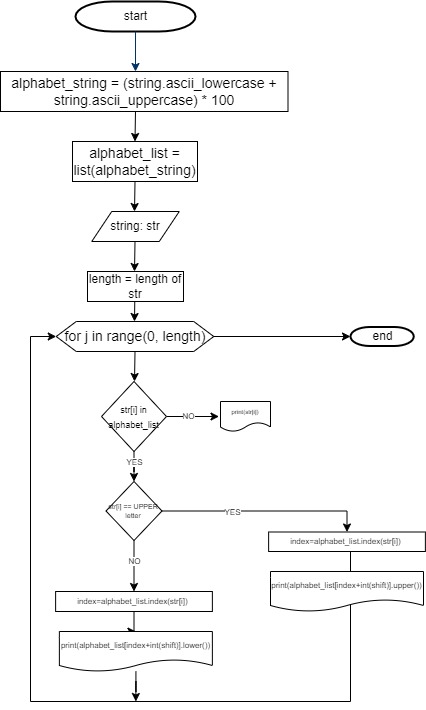 start
alphabet_string = (string.ascii_lowercase +
string.ascii_uppercase) * 100
alphabet_list =
list(alphabet_string)
string: str
length = length of
str
for j in range(0, length)
end
str[i] in
alphabet_list
NO
print(str[i])
YES
str[i] == UPPER
letter
YES
NO
index=alphabet_list.index(str[i])
print(alphabet_list[index+int(shift)].upper())
index=alphabet_list.index(str[i])
print(alphabet_list[index+int(shift)].lower())